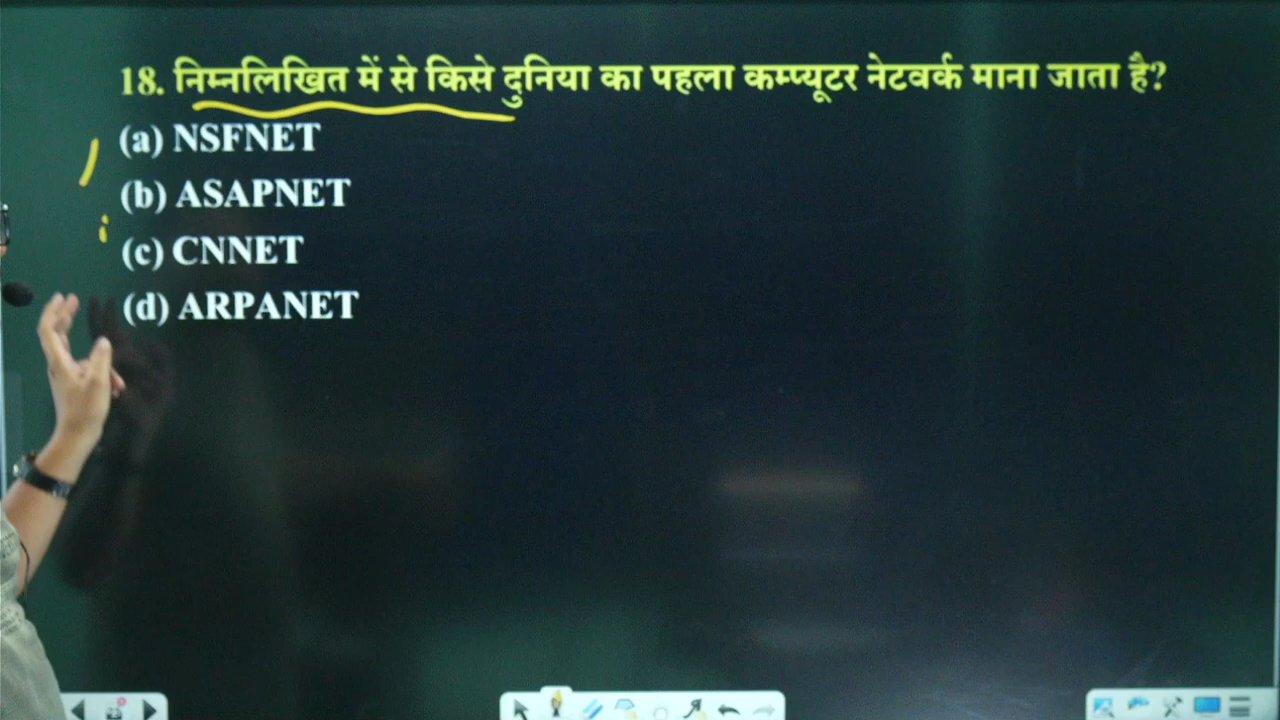 18. निम्नलिखित में से किसे दुनिया का पहला कम्प्यूटर नेटवर्क माना जाता है?
(a) NSFNET
(b) ASAPNET
(c) CNNET
(d) ARPANET